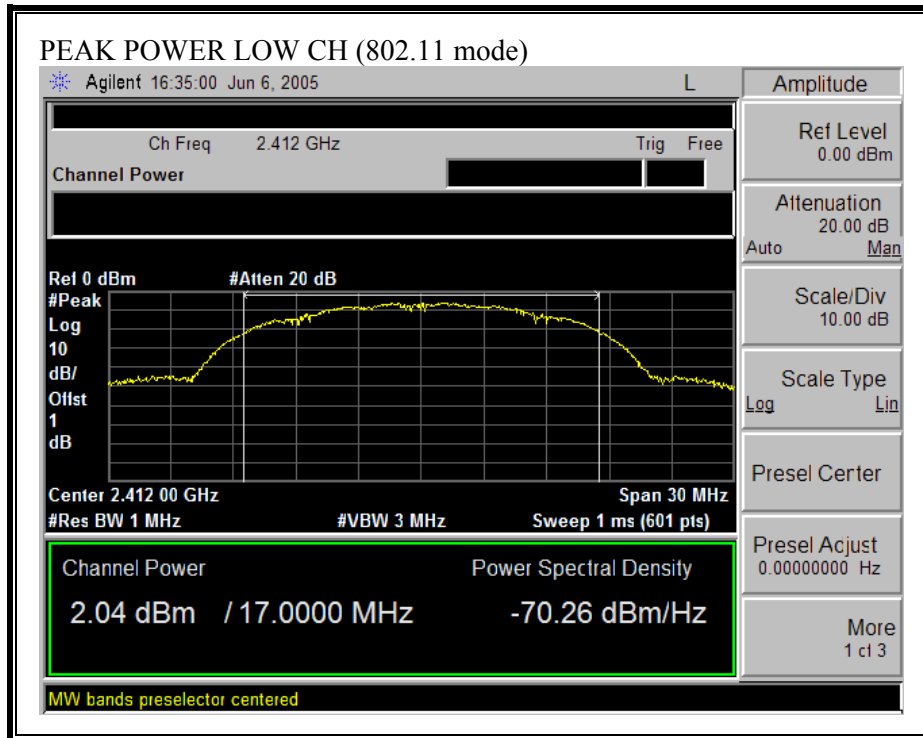 PEAK POWER LOW CH (802.11 mode)
Agilent 16:35:00 Jun 6, 2005 L
Amplitude
Ch Freq 2.412 GHz Trig Free
Channel Power
Ref Level
0.00 dBm
Attenuation
20.00 dB
Auto Man
Scale/Div
10.00 dB
Scale Type
Log Lin
Presel Center
Presel Adjust
0.00000000 Hz
More
1 of 3
Ref 0 dBm #Atten 20 dB
#Peak
Log
10
dB/
Offst
1
dB
Center 2.412 00 GHz Span 30 MHz
#Res BW 1 MHz #VBW 3 MHz Sweep 1 ms (601 pts)
Channel Power Power Spectral Density
2.04 dBm / 17.0000 MHz -70.26 dBm/Hz
MW bands preselector centered